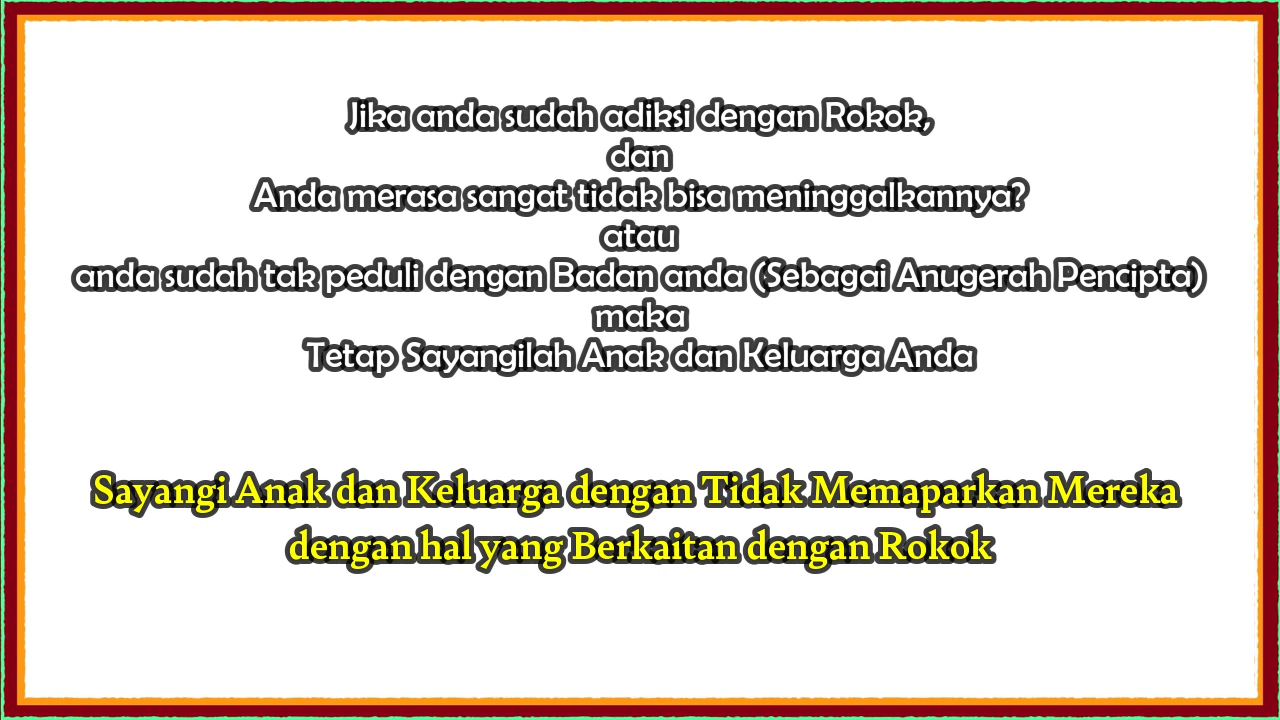 Jika anda sudah adiksi dengan Rokok,
dan
Anda merasa sangat tidak bisa meninggalkannya?
atau
anda sudah tak peduli dengan Badan anda (Sebagai Anugerah Pencipta)
maka
Tetap Sayangilah Anak dan Keluarga Anda
Sayangi Anak dan Keluarga dengan Tidak Memaparkan Mereka
dengan hal yang Berkaitan dengan Rokok